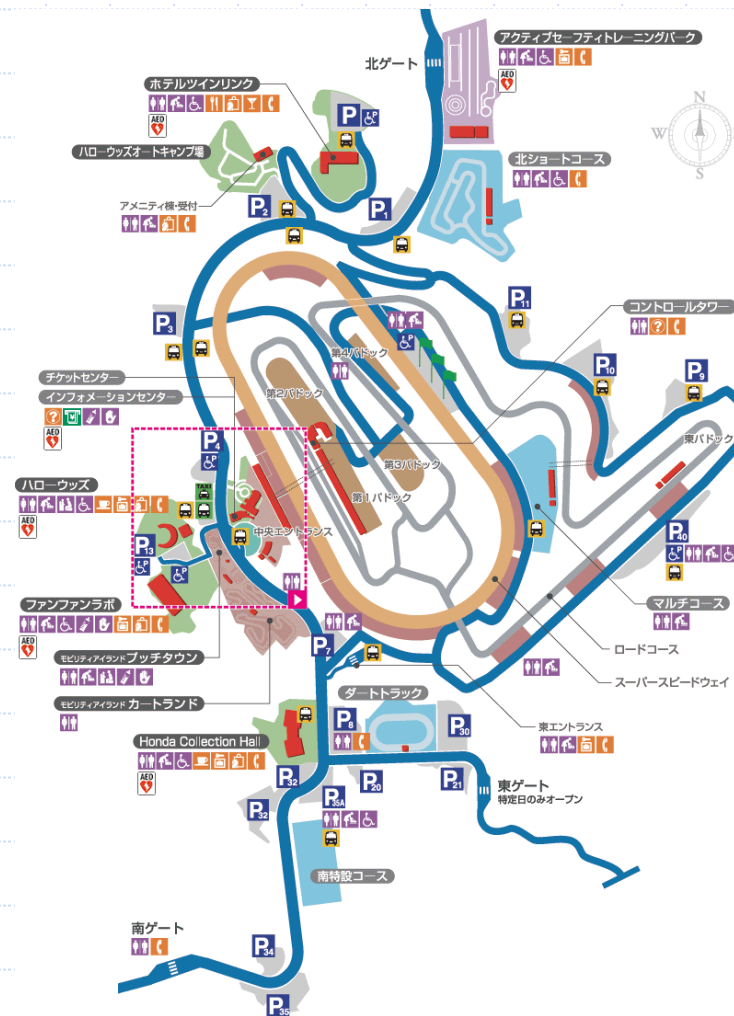 アクティブセーフティトレーニングパーク
AED
北ゲート
N
W
E
S
ホテルツインリンク
AED
P
P
ハローウッズオートキャンプ場
北ショートコース
アメニティ棟・受付
P2
P1
P11
コントロールタワー
P3
P
第4パドック
P10
P9
チケットセンター
第2パドック
インフォメーションセンター
AED
東パドック
P4
P
第3パドック
TAXI
ハローウッズ
AED
第1パドック
中央エントランス
P40
P
P13
P
P
ファンファンラボ
AED
マルチコース
P7
ロードコース
モビリティアイランド プッチタウン
スーパースピードウェイ
モビリティアイランド カートランド
ダートトラック
P8
P30
東エントランス
Honda Collection Hall
AED
P32
P20
P21
東ゲート
特定日のみオープン
P32
P35A
南特設コース
南ゲート
P34
P35